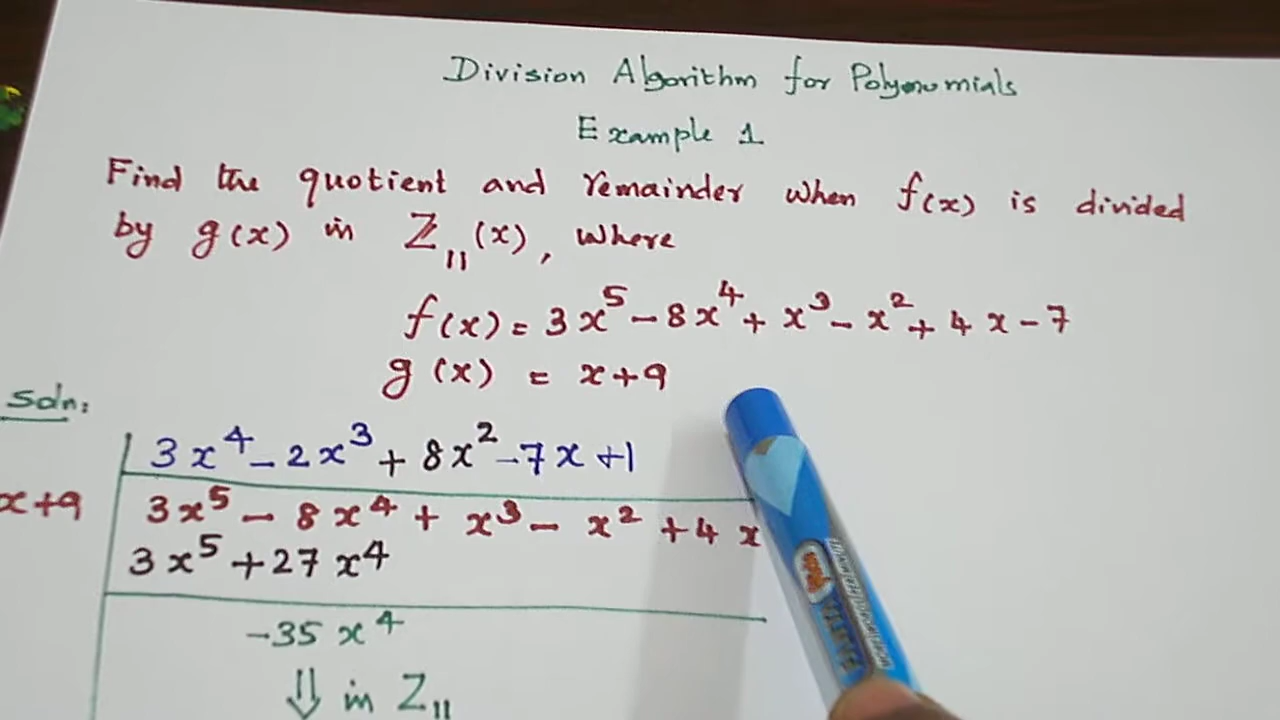 Division Algorithm for Polynomials
Example 1
Find the quotient and remainder when f(x) is divided
by g(x) in Z₁₁(x), where
f(x) = 3x⁵ - 8x⁴ + x³ - x² + 4x - 7
g(x) = x+9
Soln:
3x⁴ - 2x³ + 8x² - 7x + 1
x+9 3x⁵ - 8x⁴ + x³ - x² + 4x
3x⁵ + 27x⁴
-35x⁴
⇓ in Z₁₁